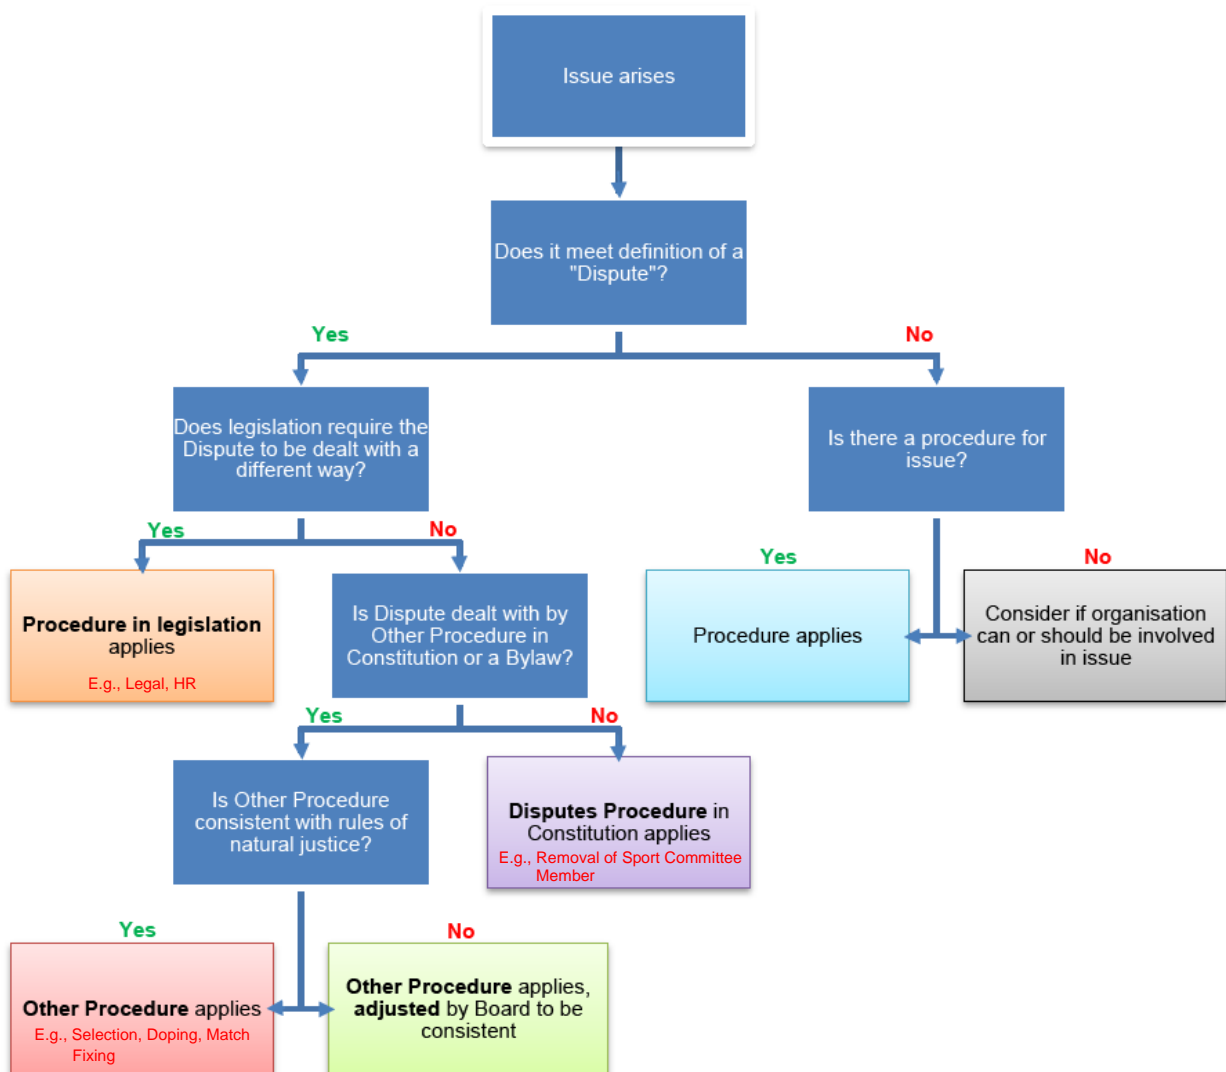 Issue arises
Does it meet definition of a
"Dispute"?
Yes
No
Does legislation require the
Dispute to be dealt with a
different way?
Is there a procedure for
issue?
Yes
No
Yes
No
Procedure in legislation
applies
E.g., Legal, HR
Is Dispute dealt with by
Other Procedure in
Constitution or a Bylaw?
Procedure applies
Consider if organisation
can or should be involved
in issue
Yes
No
Is Other Procedure
consistent with rules of
natural justice?
Disputes Procedure in
Constitution applies
E.g., Removal of Sport Committee
Member
Yes
No
Other Procedure applies
E.g., Selection, Doping, Match
Fixing
Other Procedure applies,
adjusted by Board to be
consistent